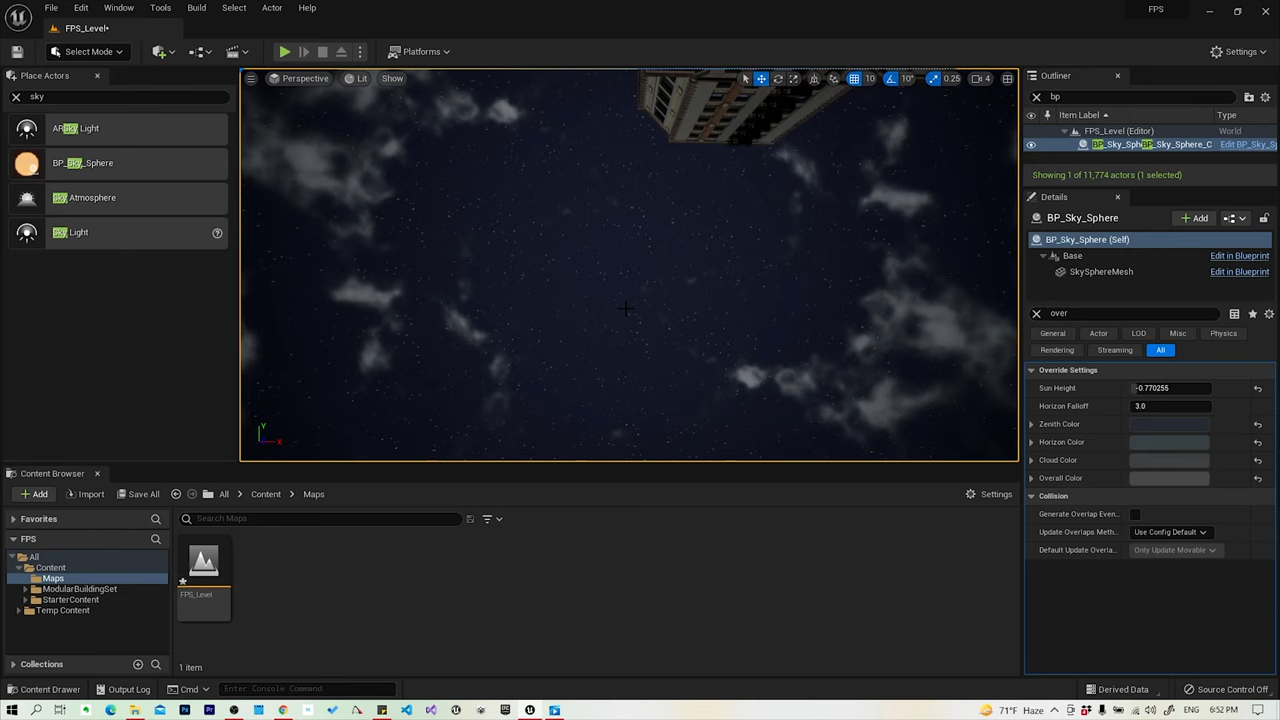 File Edit Window Tools Build Select Actor Help
FPS
FPS_Level•
Select Mode
Platforms
Settings
Place Actors
sky
ARSky Light
BP_Sky_Sphere
Sky Atmosphere
Sky Light
Perspective Lit Show
10 10° 0.25 4
Y
X
Outliner
bp
Item Label Type
FPS_Level (Editor) World
BP_Sky_SphBP_Sky_Sphere_C Edit BP_Sky_S
Showing 1 of 11,774 actors (1 selected)
Details
BP_Sky_Sphere
Add
BP_Sky_Sphere (Self)
Base Edit in Blueprint
SkySphereMesh Edit in Blueprint
over
General Actor LOD Misc Physics
Rendering Streaming All
Override Settings
Sun Height -0.770255
Horizon Falloff 3.0
Zenith Color
Horizon Color
Cloud Color
Overall Color
Collision
Generate Overlap Even...
Update Overlaps Meth... Use Config Default
Default Update Overla... Only Update Movable
Content Browser
Add Import Save All All Content Maps
Settings
Favorites
FPS
All
Content
Maps
ModularBuildingSet
StarterContent
Temp Content
Collections
Search Maps
FPS_Level
1 item
Content Drawer Output Log Cmd Enter Console Command
Derived Data Source Control Off
71°F Haze ENG 6:52 PM